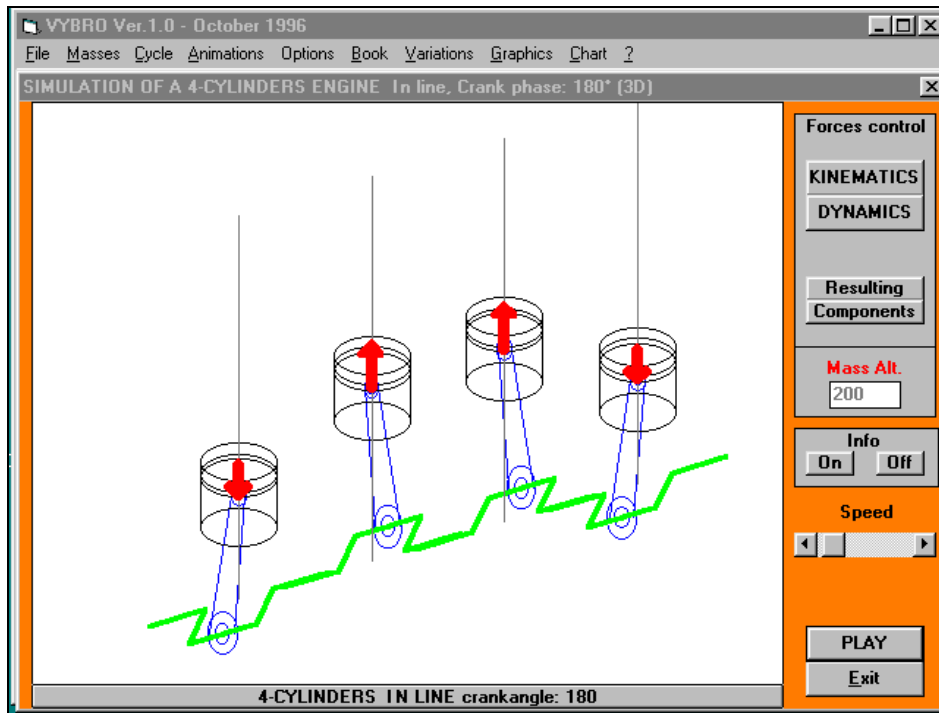 VYBRO Ver.1.0 - October 1996
File Masses Cycle Animations Options Book Variations Graphics Chart ?
SIMULATION OF A 4-CYLINDERS ENGINE In line, Crank phase: 180° (3D)
Forces control
KINEMATICS
DYNAMICS
Resulting
Components
Mass Alt.
200
Info
On Off
Speed
PLAY
Exit
4-CYLINDERS IN LINE crankangle: 180